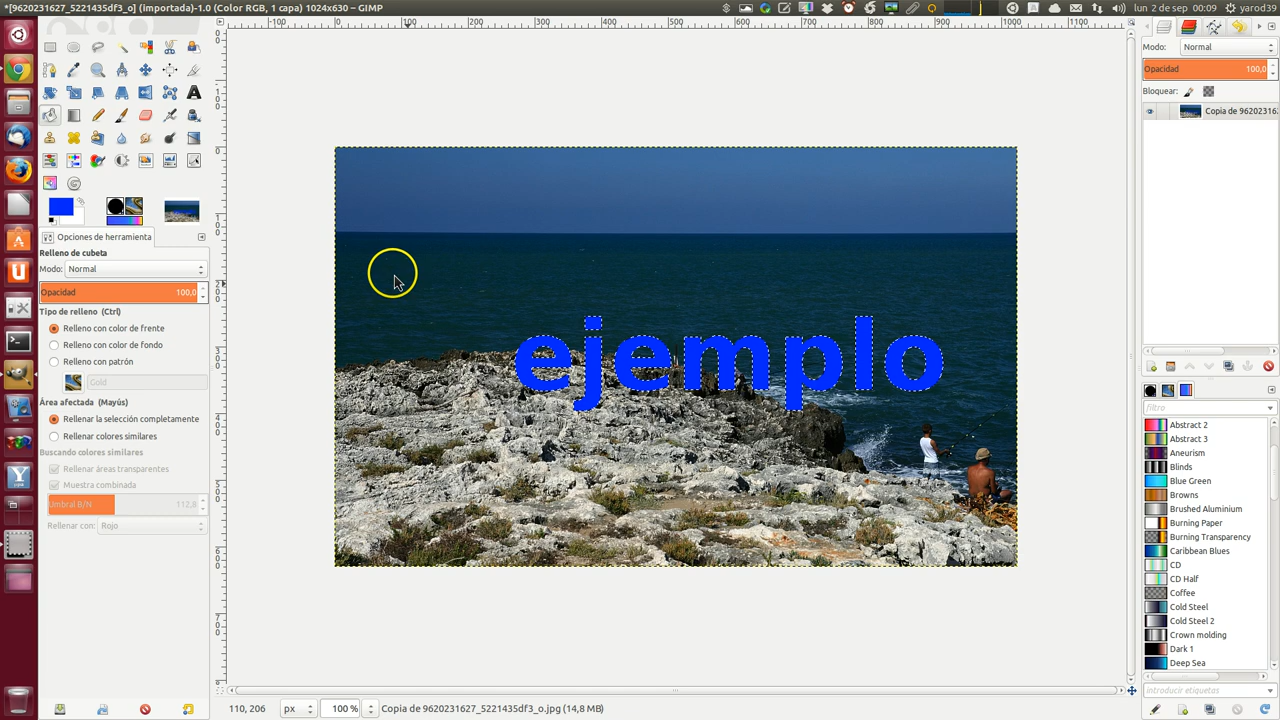 *[9620231627_5221435df3_o] (importada)-1.0 (Color RGB, 1 capa) 1024x630 – GIMP
lun 2 de sep 00:09 yarod39
Modo: Normal
Opacidad 100,0
Bloquear:
Copia de 96202316
Opciones de herramienta
Relleno de cubeta
Modo: Normal
Opacidad 100,0
Tipo de relleno (Ctrl)
Relleno con color de frente
Relleno con color de fondo
Relleno con patrón
Gold
Área afectada (Mayús)
Rellenar la selección completamente
Rellenar colores similares
Buscando colores similares
Rellenar áreas transparentes
Muestra combinada
Umbral B/N 112,8
Rellenar con: Rojo
ejemplo
filtro
Abstract 2
Abstract 3
Aneurism
Blinds
Blue Green
Browns
Brushed Aluminium
Burning Paper
Burning Transparency
Caribbean Blues
CD
CD Half
Coffee
Cold Steel
Cold Steel 2
Crown molding
Dark 1
Deep Sea
introducir etiquetas
110, 206 px 100 % Copia de 9620231627_5221435df3_o.jpg (14,8 MB)